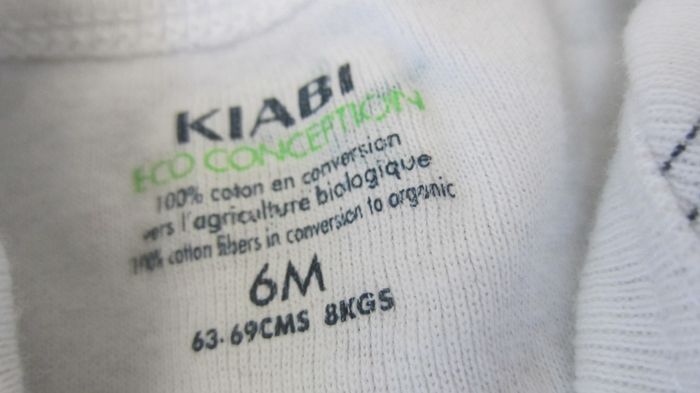 KIABI
ECO CONCEPTION
100% coton en conversion
vers l'agriculture biologique
100% cotton fibers in conversion to organic
6M
63-69CMS 8KGS